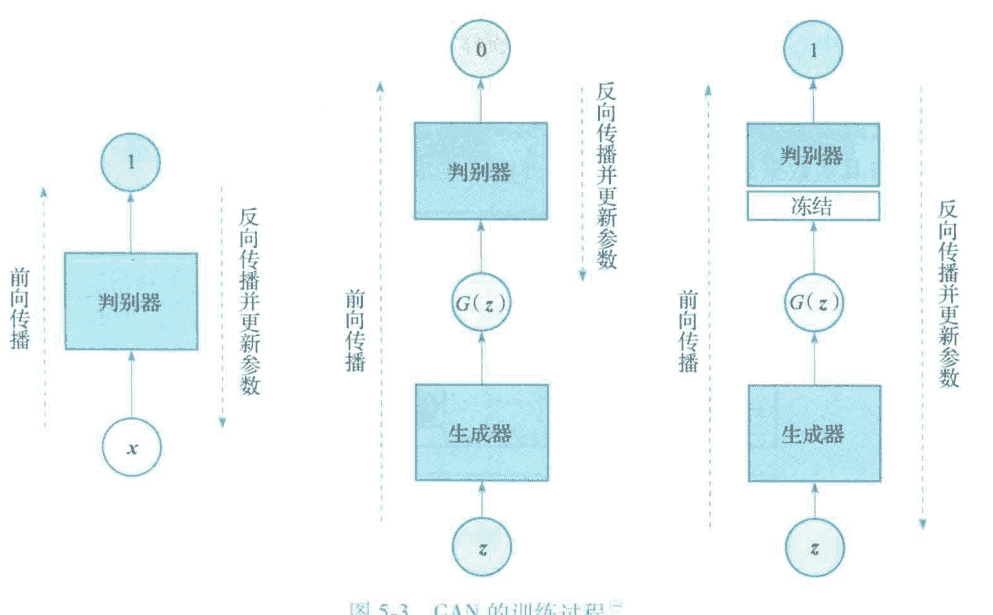 1
前向传播
判别器
反向传播并更新参数
x
0
前向传播
判别器
反向传播并更新参数
G(z)
生成器
z
1
前向传播
判别器
冻结
反向传播并更新参数
G(z)
生成器
z
图 5-3 GAN 的训练过程㊀